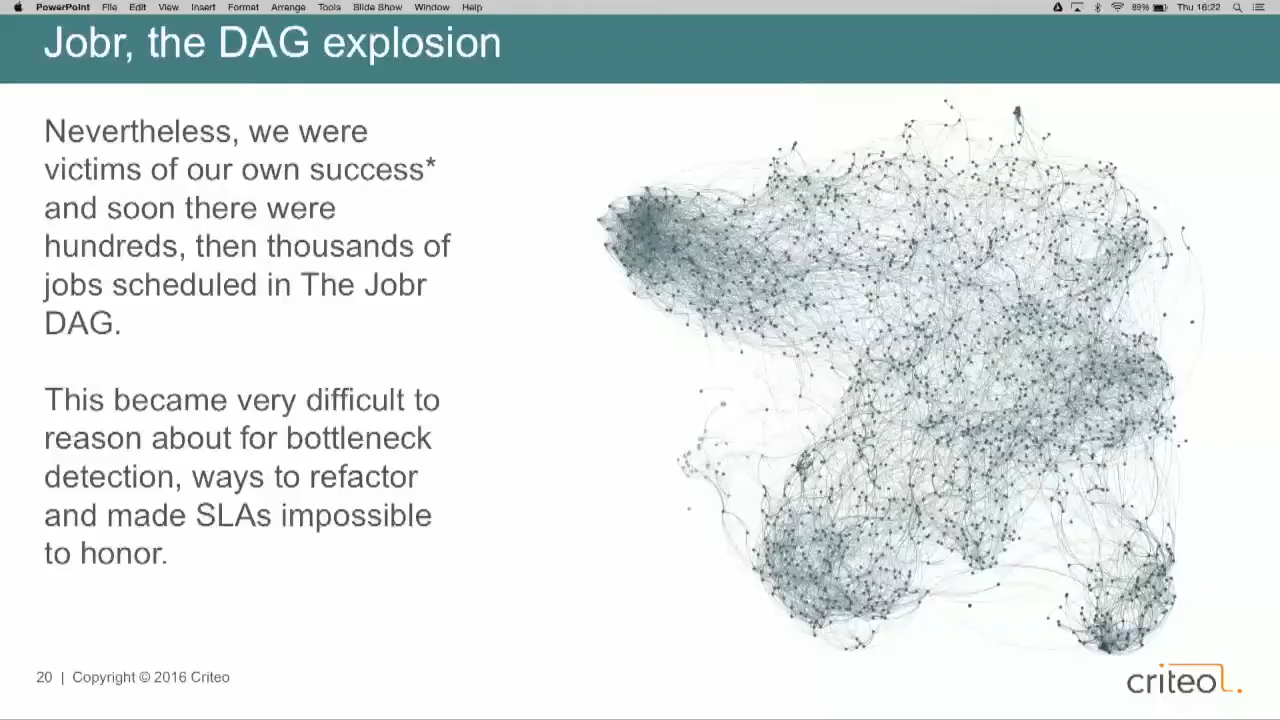 PowerPoint File Edit View Insert Format Arrange Tools Slide Show Window Help 89% Thu 16:22
Jobr, the DAG explosion
Nevertheless, we were
victims of our own success*
and soon there were
hundreds, then thousands of
jobs scheduled in The Jobr
DAG.
This became very difficult to
reason about for bottleneck
detection, ways to refactor
and made SLAs impossible
to honor.
20 | Copyright © 2016 Criteo
criteo